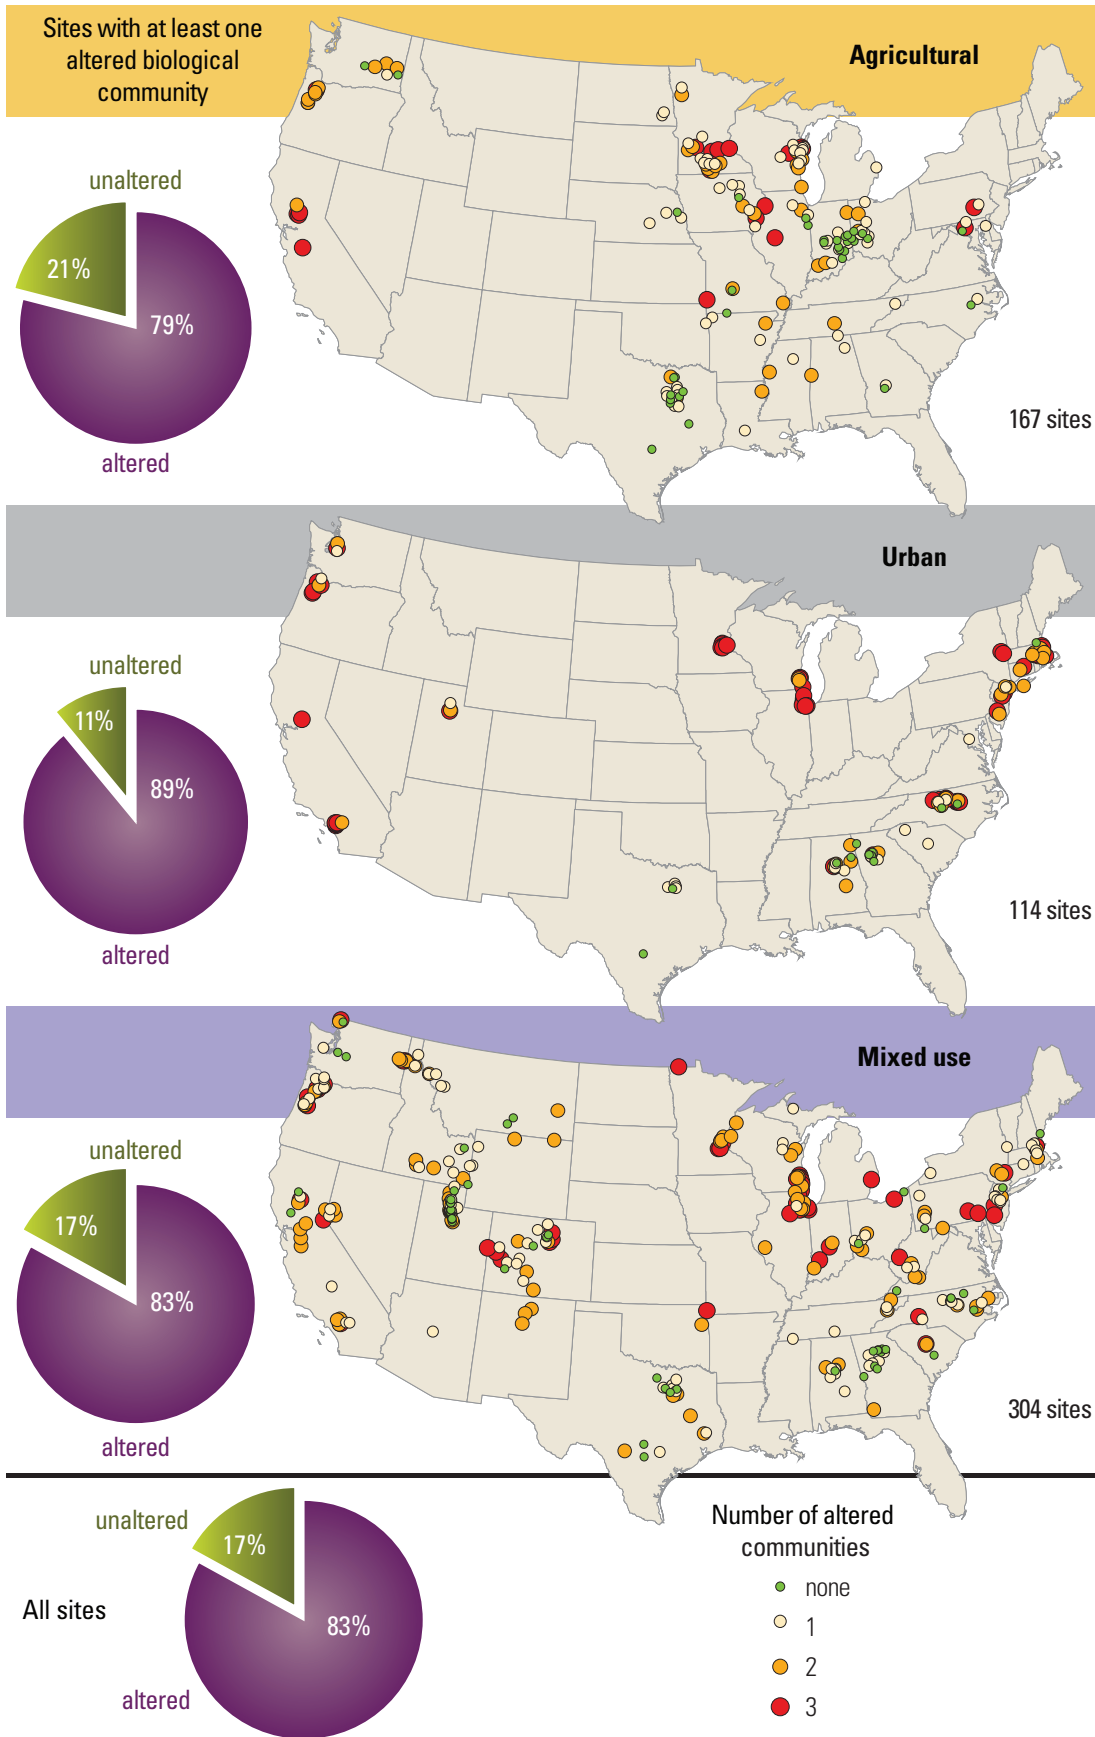 Sites with at least one
altered biological
community
Agricultural
unaltered
21%
79%
altered
167 sites
Urban
unaltered
11%
89%
altered
114 sites
Mixed use
unaltered
17%
83%
altered
304 sites
unaltered
17%
All sites
83%
altered
Number of altered
communities
none
1
2
3